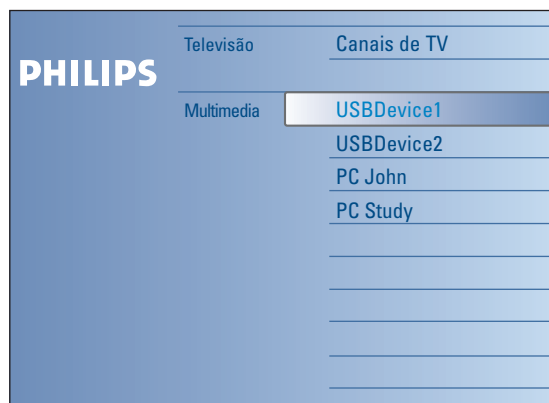 PHILIPS
Televisão Canais de TV
Multimedia USBDevice1
USBDevice2
PC John
PC Study